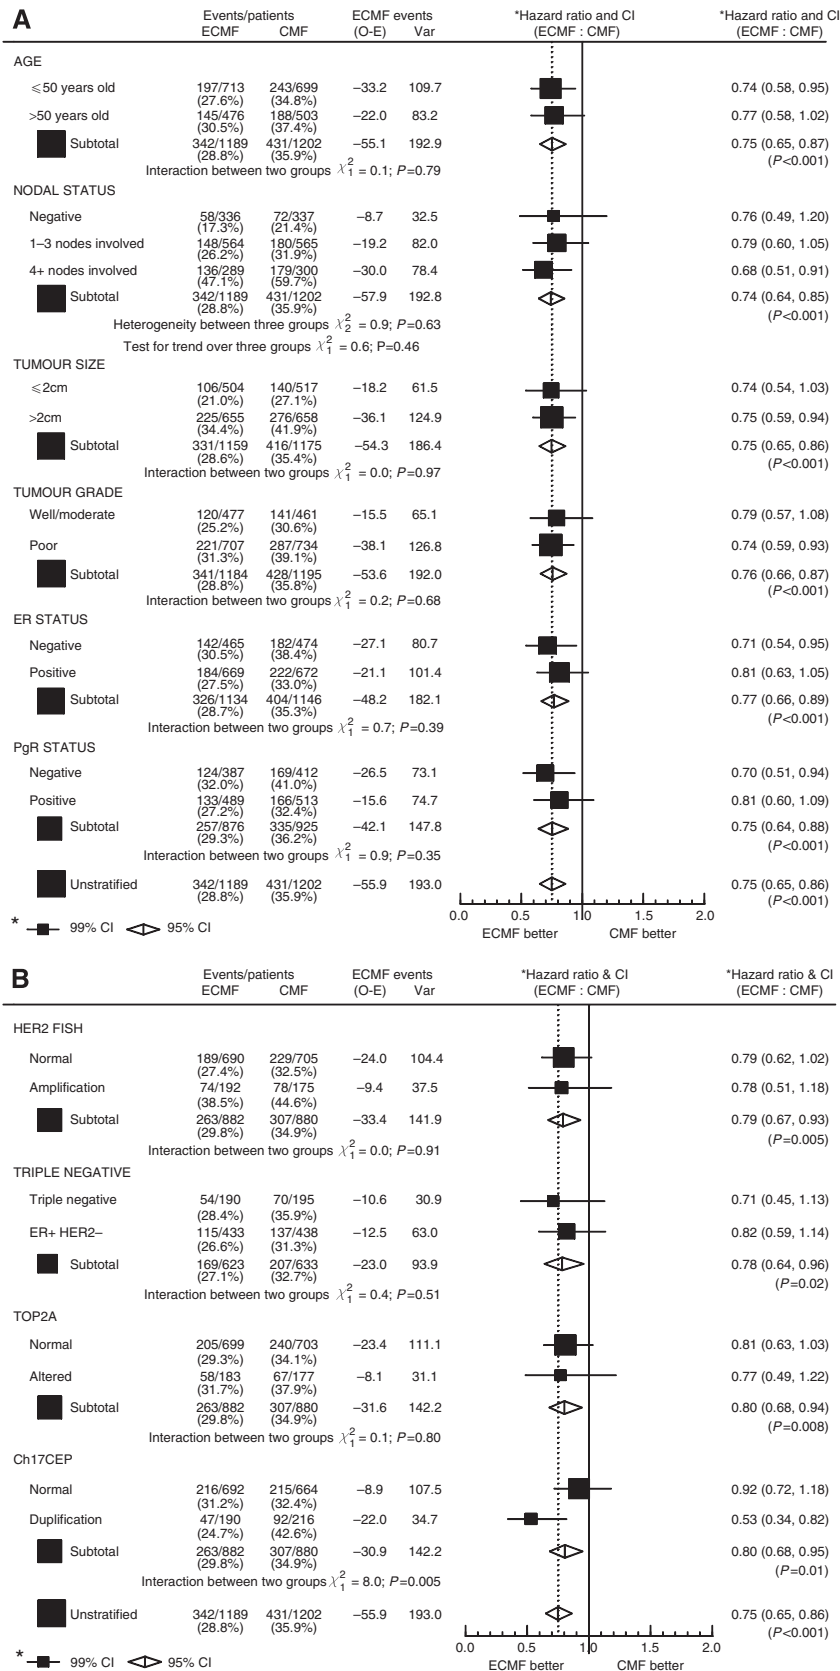 A
Events/patients ECMF events *Hazard ratio and CI *Hazard ratio and CI
ECMF CMF (O-E) Var (ECMF : CMF) (ECMF : CMF)
AGE
⩽50 years old 197/713 243/699 –33.2 109.7 0.74 (0.58, 0.95)
(27.6%) (34.8%)
>50 years old 145/476 188/503 –22.0 83.2 0.77 (0.58, 1.02)
(30.5%) (37.4%)
Subtotal 342/1189 431/1202 –55.1 192.9 0.75 (0.65, 0.87)
(28.8%) (35.9%) (P<0.001)
Interaction between two groups χ²₁ = 0.1; P=0.79
NODAL STATUS
Negative 58/336 72/337 –8.7 32.5 0.76 (0.49, 1.20)
(17.3%) (21.4%)
1–3 nodes involved 148/564 180/565 –19.2 82.0 0.79 (0.60, 1.05)
(26.2%) (31.9%)
4+ nodes involved 136/289 179/300 –30.0 78.4 0.68 (0.51, 0.91)
(47.1%) (59.7%)
Subtotal 342/1189 431/1202 –57.9 192.8 0.74 (0.64, 0.85)
(28.8%) (35.9%) (P<0.001)
Heterogeneity between three groups χ²₂ = 0.9; P=0.63
Test for trend over three groups χ²₁ = 0.6; P=0.46
TUMOUR SIZE
⩽2cm 106/504 140/517 –18.2 61.5 0.74 (0.54, 1.03)
(21.0%) (27.1%)
>2cm 225/655 276/658 –36.1 124.9 0.75 (0.59, 0.94)
(34.4%) (41.9%)
Subtotal 331/1159 416/1175 –54.3 186.4 0.75 (0.65, 0.86)
(28.6%) (35.4%) (P<0.001)
Interaction between two groups χ²₁ = 0.0; P=0.97
TUMOUR GRADE
Well/moderate 120/477 141/461 –15.5 65.1 0.79 (0.57, 1.08)
(25.2%) (30.6%)
Poor 221/707 287/734 –38.1 126.8 0.74 (0.59, 0.93)
(31.3%) (39.1%)
Subtotal 341/1184 428/1195 –53.6 192.0 0.76 (0.66, 0.87)
(28.8%) (35.8%) (P<0.001)
Interaction between two groups χ²₁ = 0.2; P=0.68
ER STATUS
Negative 142/465 182/474 –27.1 80.7 0.71 (0.54, 0.95)
(30.5%) (38.4%)
Positive 184/669 222/672 –21.1 101.4 0.81 (0.63, 1.05)
(27.5%) (33.0%)
Subtotal 326/1134 404/1146 –48.2 182.1 0.77 (0.66, 0.89)
(28.7%) (35.3%) (P<0.001)
Interaction between two groups χ²₁ = 0.7; P=0.39
PgR STATUS
Negative 124/387 169/412 –26.5 73.1 0.70 (0.51, 0.94)
(32.0%) (41.0%)
Positive 133/489 166/513 –15.6 74.7 0.81 (0.60, 1.09)
(27.2%) (32.4%)
Subtotal 257/876 335/925 –42.1 147.8 0.75 (0.64, 0.88)
(29.3%) (36.2%) (P<0.001)
Interaction between two groups χ²₁ = 0.9; P=0.35
Unstratified 342/1189 431/1202 –55.9 193.0 0.75 (0.65, 0.86)
(28.8%) (35.9%) (P<0.001)
0.0 0.5 1.0 1.5 2.0
* 99% CI 95% CI ECMF better CMF better
B
Events/patients ECMF events *Hazard ratio & CI *Hazard ratio & CI
ECMF CMF (O-E) Var (ECMF : CMF) (ECMF : CMF)
HER2 FISH
Normal 189/690 229/705 –24.0 104.4 0.79 (0.62, 1.02)
(27.4%) (32.5%)
Amplification 74/192 78/175 –9.4 37.5 0.78 (0.51, 1.18)
(38.5%) (44.6%)
Subtotal 263/882 307/880 –33.4 141.9 0.79 (0.67, 0.93)
(29.8%) (34.9%) (P=0.005)
Interaction between two groups χ²₁ = 0.0; P=0.91
TRIPLE NEGATIVE
Triple negative 54/190 70/195 –10.6 30.9 0.71 (0.45, 1.13)
(28.4%) (35.9%)
ER+ HER2– 115/433 137/438 –12.5 63.0 0.82 (0.59, 1.14)
(26.6%) (31.3%)
Subtotal 169/623 207/633 –23.0 93.9 0.78 (0.64, 0.96)
(27.1%) (32.7%) (P=0.02)
Interaction between two groups χ²₁ = 0.4; P=0.51
TOP2A
Normal 205/699 240/703 –23.4 111.1 0.81 (0.63, 1.03)
(29.3%) (34.1%)
Altered 58/183 67/177 –8.1 31.1 0.77 (0.49, 1.22)
(31.7%) (37.9%)
Subtotal 263/882 307/880 –31.6 142.2 0.80 (0.68, 0.94)
(29.8%) (34.9%) (P=0.008)
Interaction between two groups χ²₁ = 0.1; P=0.80
Ch17CEP
Normal 216/692 215/664 –8.9 107.5 0.92 (0.72, 1.18)
(31.2%) (32.4%)
Duplification 47/190 92/216 –22.0 34.7 0.53 (0.34, 0.82)
(24.7%) (42.6%)
Subtotal 263/882 307/880 –30.9 142.2 0.80 (0.68, 0.95)
(29.8%) (34.9%) (P=0.01)
Interaction between two groups χ²₁ = 8.0; P=0.005
Unstratified 342/1189 431/1202 –55.9 193.0 0.75 (0.65, 0.86)
(28.8%) (35.9%) (P<0.001)
0.0 0.5 1.0 1.5 2.0
* 99% CI 95% CI ECMF better CMF better